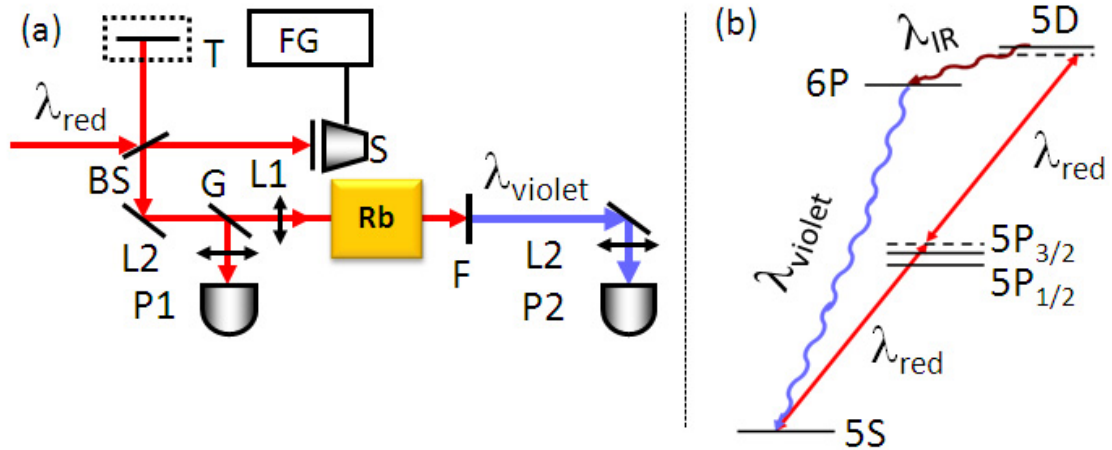 (a)
T
FG
λred
BS
S
G
L1
λviolet
Rb
L2
P1
F
L2
P2
(b)
5D
λIR
6P
λred
λviolet
5P3/2
5P1/2
λred
5S